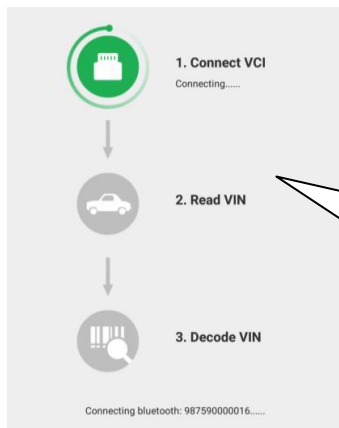 1. Connect VCI
Connecting......
2. Read VIN
3. Decode VIN
Connecting bluetooth: 987590000016......